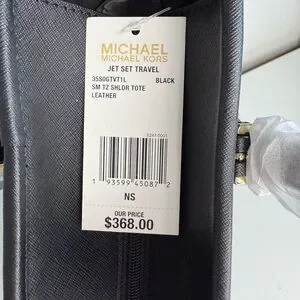 MICHAEL
MICHAEL KORS
JET SET TRAVEL
35S0GTVT1L BLACK
SM TZ SHLDR TOTE
LEATHER
1 93599 45087 2
NS
OUR PRICE
$368.00